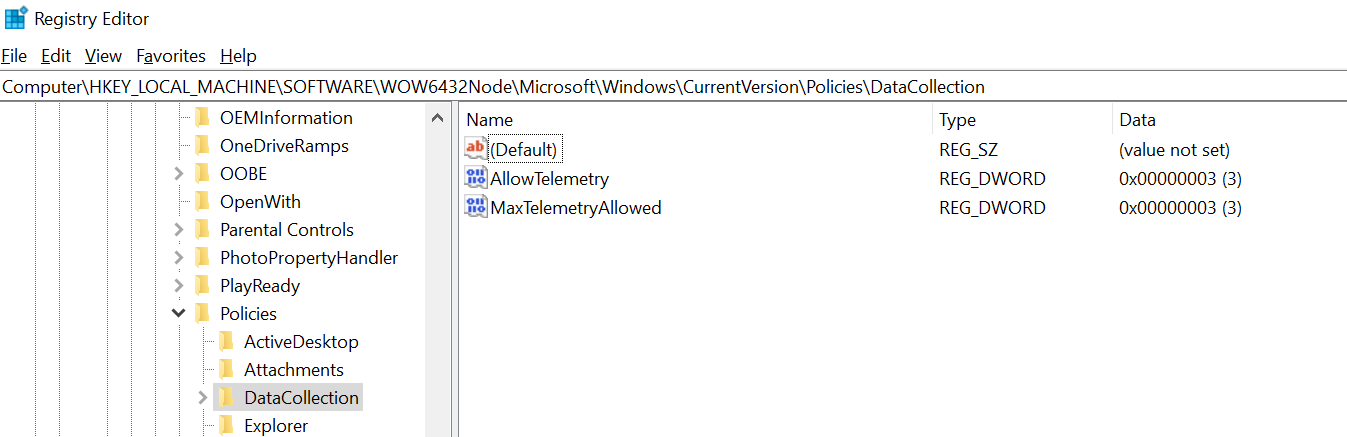 Registry Editor
File Edit View Favorites Help
Computer\HKEY_LOCAL_MACHINE\SOFTWARE\WOW6432Node\Microsoft\Windows\CurrentVersion\Policies\DataCollection
OEMInformation
OneDriveRamps
OOBE
OpenWith
Parental Controls
PhotoPropertyHandler
PlayReady
Policies
ActiveDesktop
Attachments
DataCollection
Explorer
Name Type Data
ab (Default) REG_SZ (value not set)
AllowTelemetry REG_DWORD 0x00000003 (3)
MaxTelemetryAllowed REG_DWORD 0x00000003 (3)